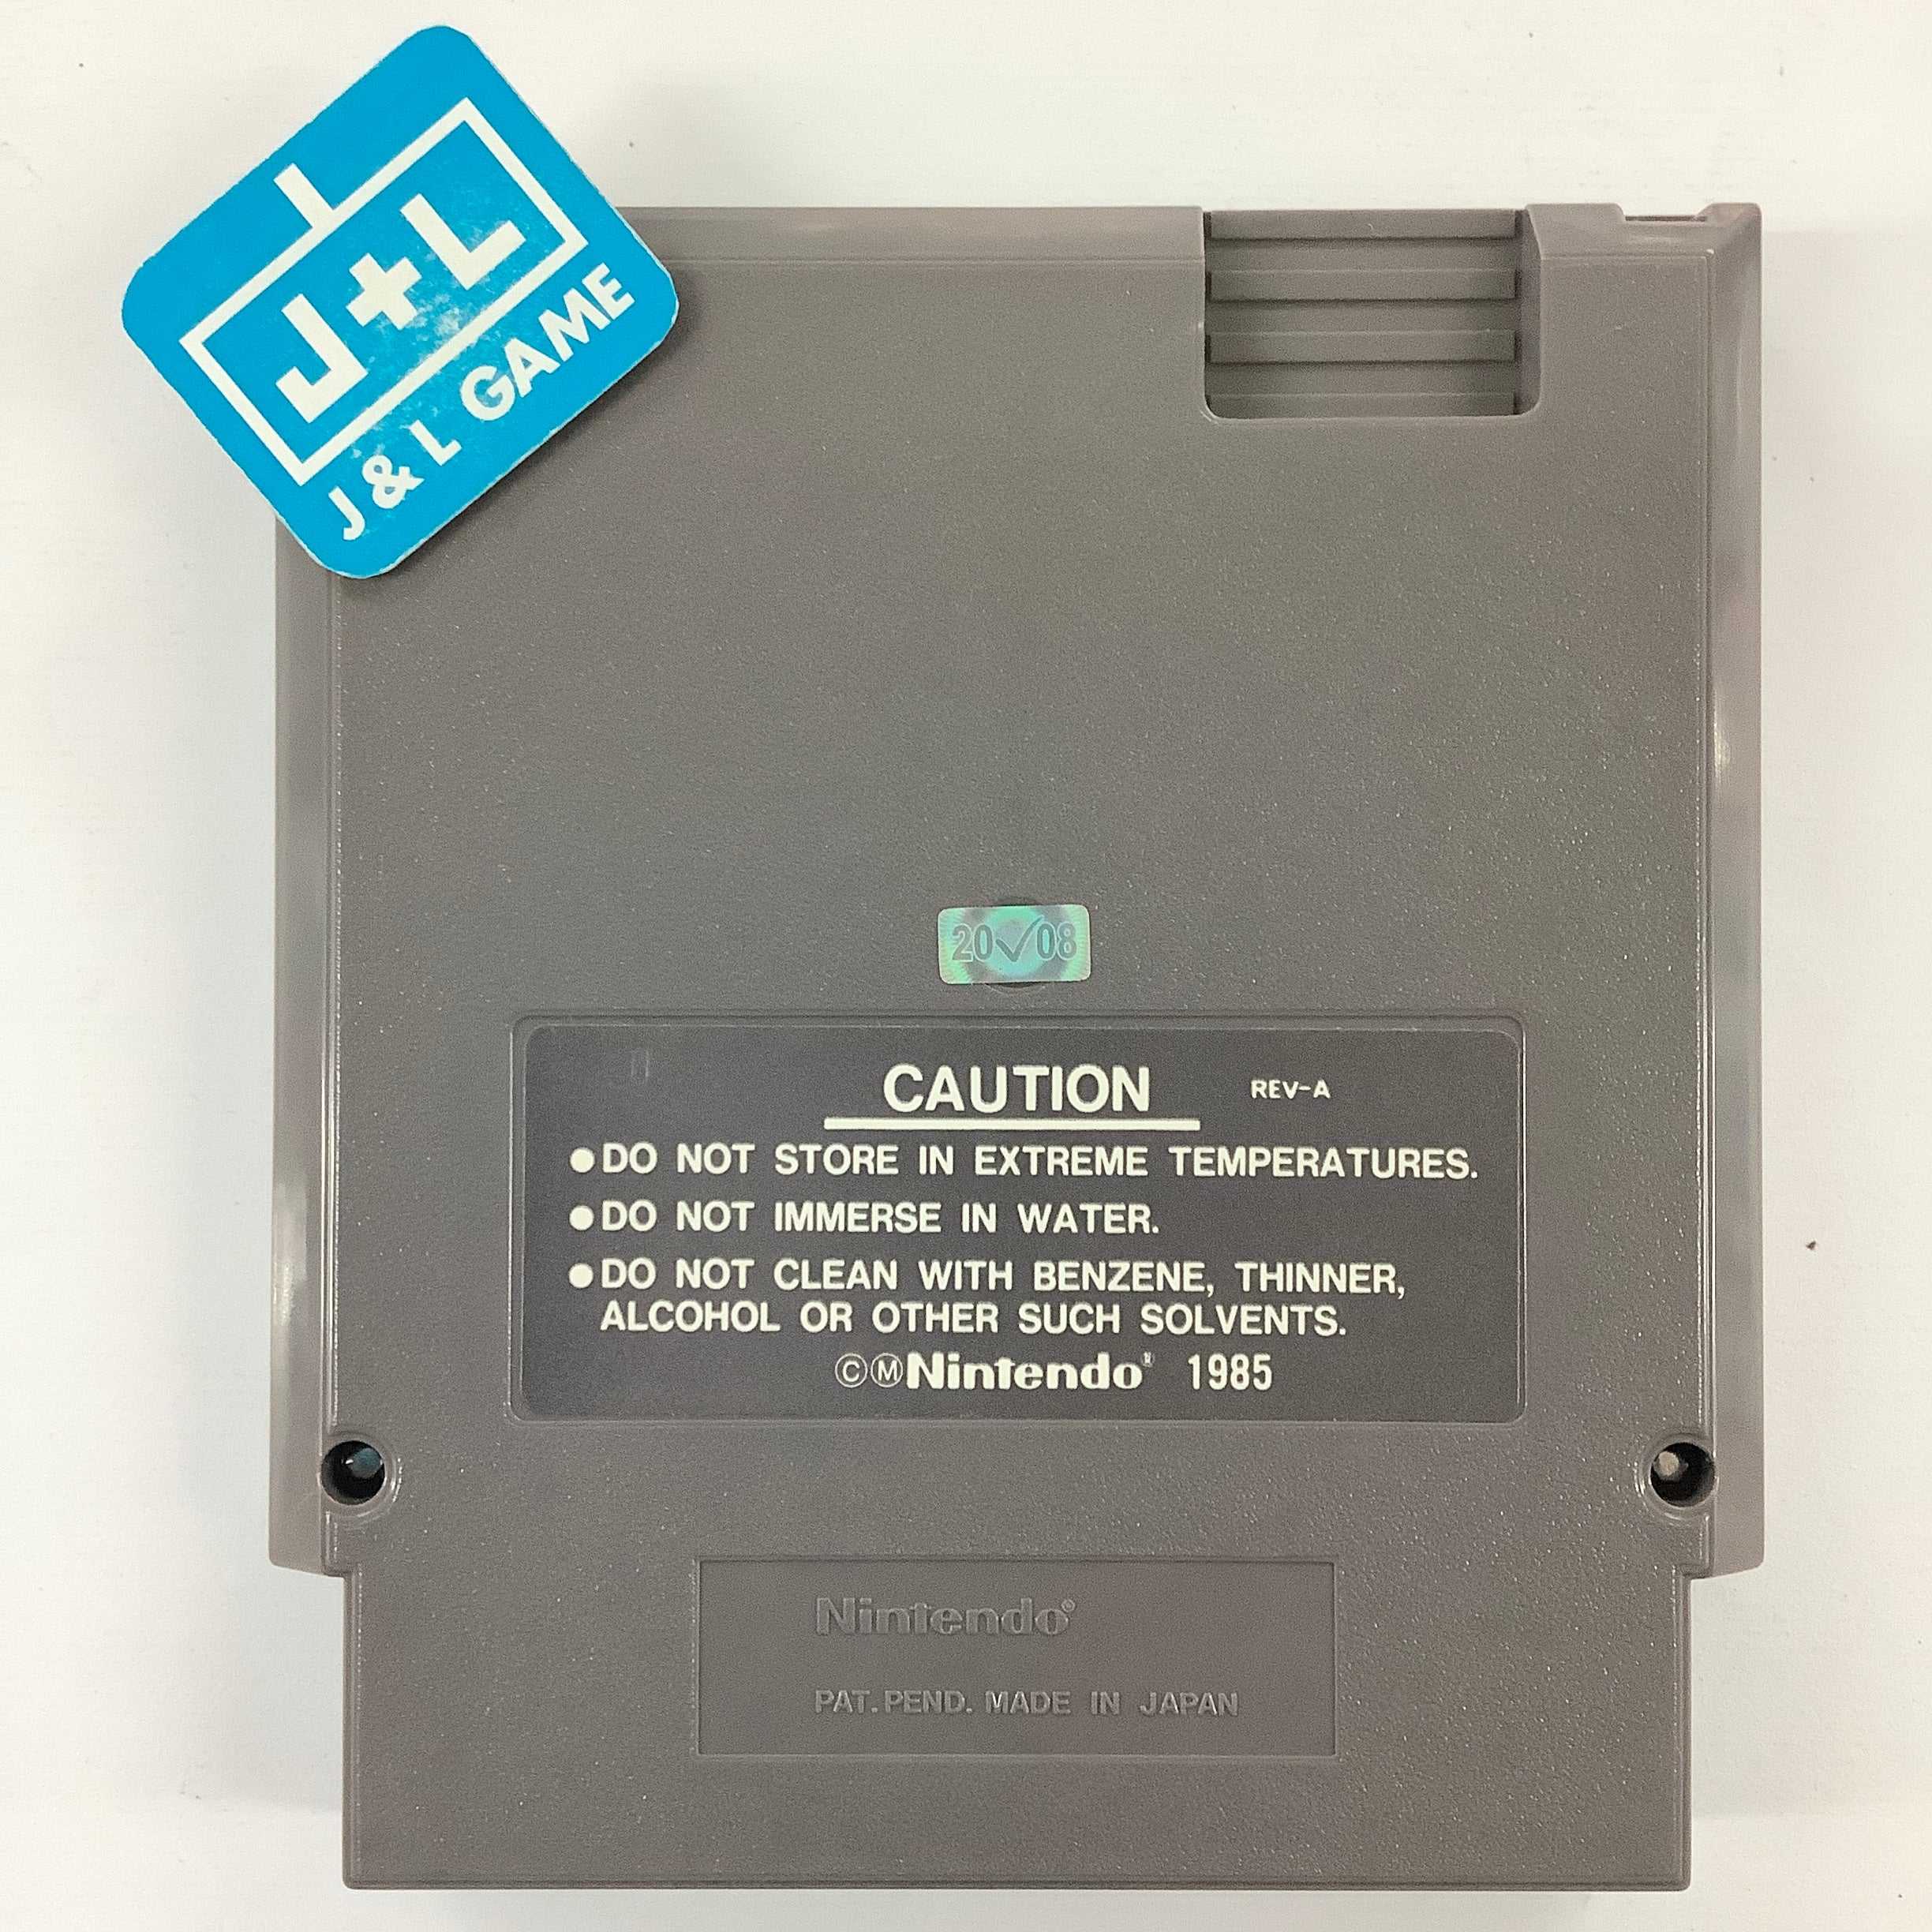 J+L
J & L GAME
20✓08
CAUTION REV-A
●DO NOT STORE IN EXTREME TEMPERATURES.
●DO NOT IMMERSE IN WATER.
●DO NOT CLEAN WITH BENZENE, THINNER,
ALCOHOL OR OTHER SUCH SOLVENTS.
ⒸⓂNintendo® 1985
Nintendo®
PAT.PEND. MADE IN JAPAN